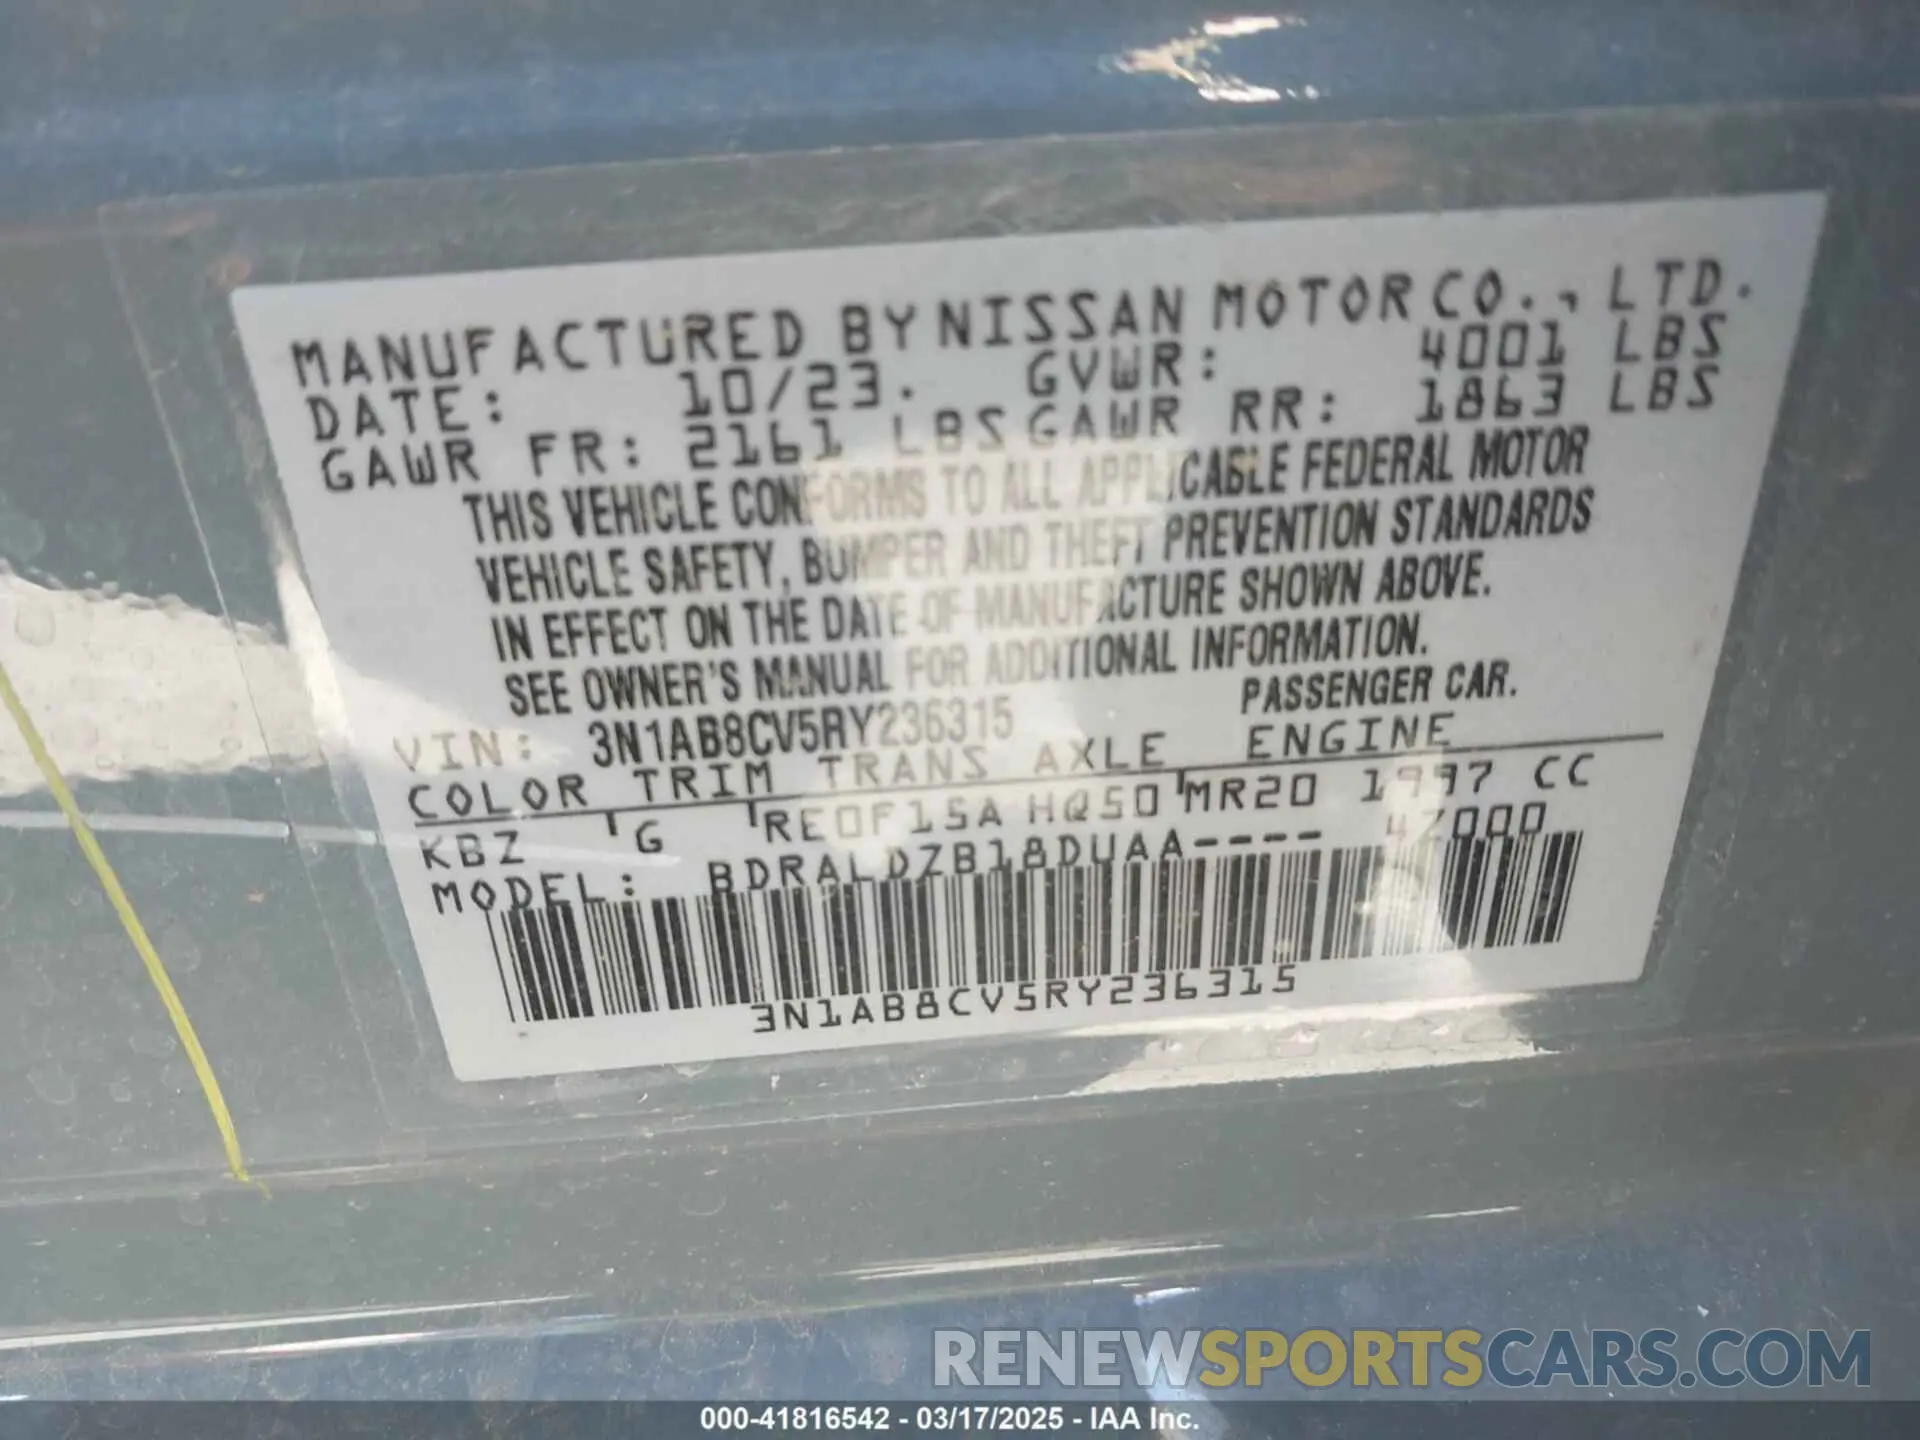 MANUFACTURED BY NISSAN MOTOR CO., LTD.
DATE: 10/23. GVWR: 4001 LBS
GAWR FR: 2161 LBS GAWR RR: 1863 LBS
THIS VEHICLE CONFORMS TO ALL APPLICABLE FEDERAL MOTOR
VEHICLE SAFETY, BUMPER AND THEFT PREVENTION STANDARDS
IN EFFECT ON THE DATE OF MANUFACTURE SHOWN ABOVE.
SEE OWNER'S MANUAL FOR ADDITIONAL INFORMATION.
VIN: 3N1AB8CV5RY236315 PASSENGER CAR.
COLOR TRIM TRANS AXLE ENGINE
KBZ G RE0F15A HQ50 MR20 1997 CC
MODEL: BDRALDZB18DUAA---- 4Z000
3N1AB8CV5RY236315
RENEWSPORTSCARS.COM
000-41816542 - 03/17/2025 - IAA Inc.